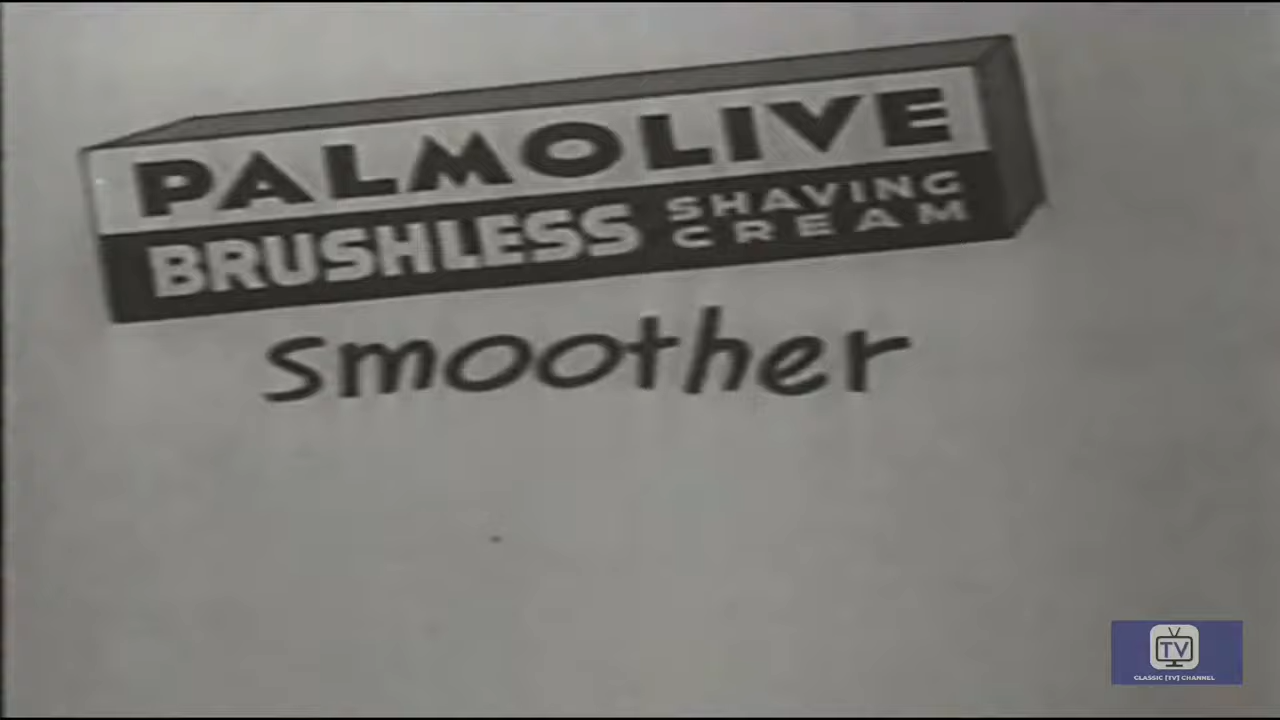 PALMOLIVE
BRUSHLESS SHAVING CREAM
smoother
TV
CLASSIC [TV] CHANNEL